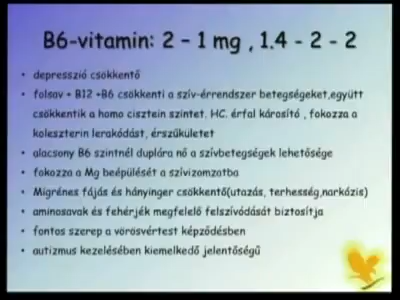 B6-vitamin: 2 – 1 mg , 1.4 - 2 - 2
• depresszió csökkentő
• folsav + B12 +B6 csökkenti a szív-érrendszer betegségeket,együtt
csökkentik a homo cisztein szintet. HC. érfal károsító , fokozza a
koleszterin lerakódást, érszűkületet
• alacsony B6 szintnél duplára nő a szívbetegségek lehetősége
• fokozza a Mg beépülését a szívizomzatba
• Migrénes fájás és hányinger csökkentő(utazás, terhesség,narkózis)
• aminosavak és fehérjék megfelelő felszívódását biztosítja
• fontos szerep a vörösvértest képződésben
• autizmus kezelésében kiemelkedő jelentőségű